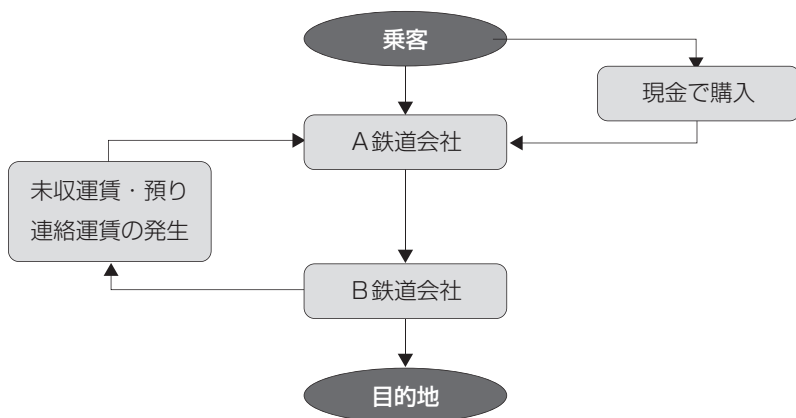 乗客
現金で購入
A鉄道会社
未収運賃・預り
連絡運賃の発生
B鉄道会社
目的地